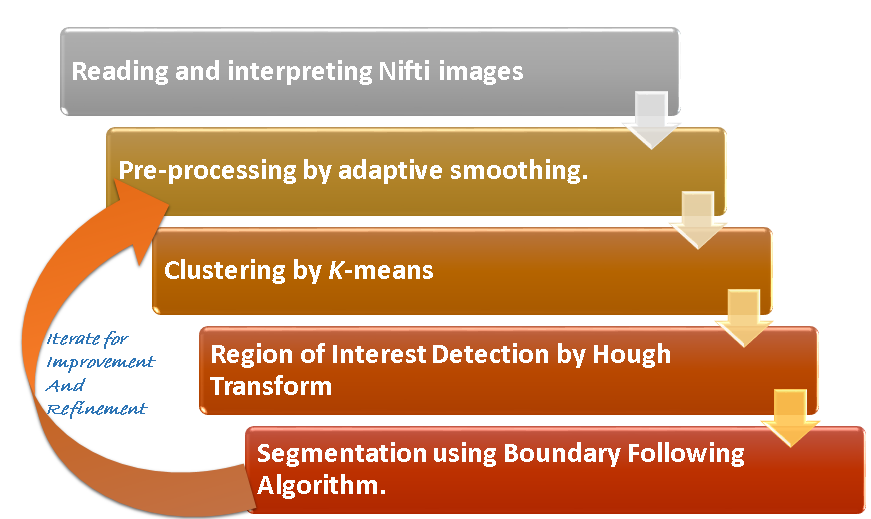 Reading and interpreting Nifti images
Pre-processing by adaptive smoothing.
Clustering by K-means
Region of Interest Detection by Hough
Transform
Segmentation using Boundary Following
Algorithm.
Iterate for
Improvement
And
Refinement